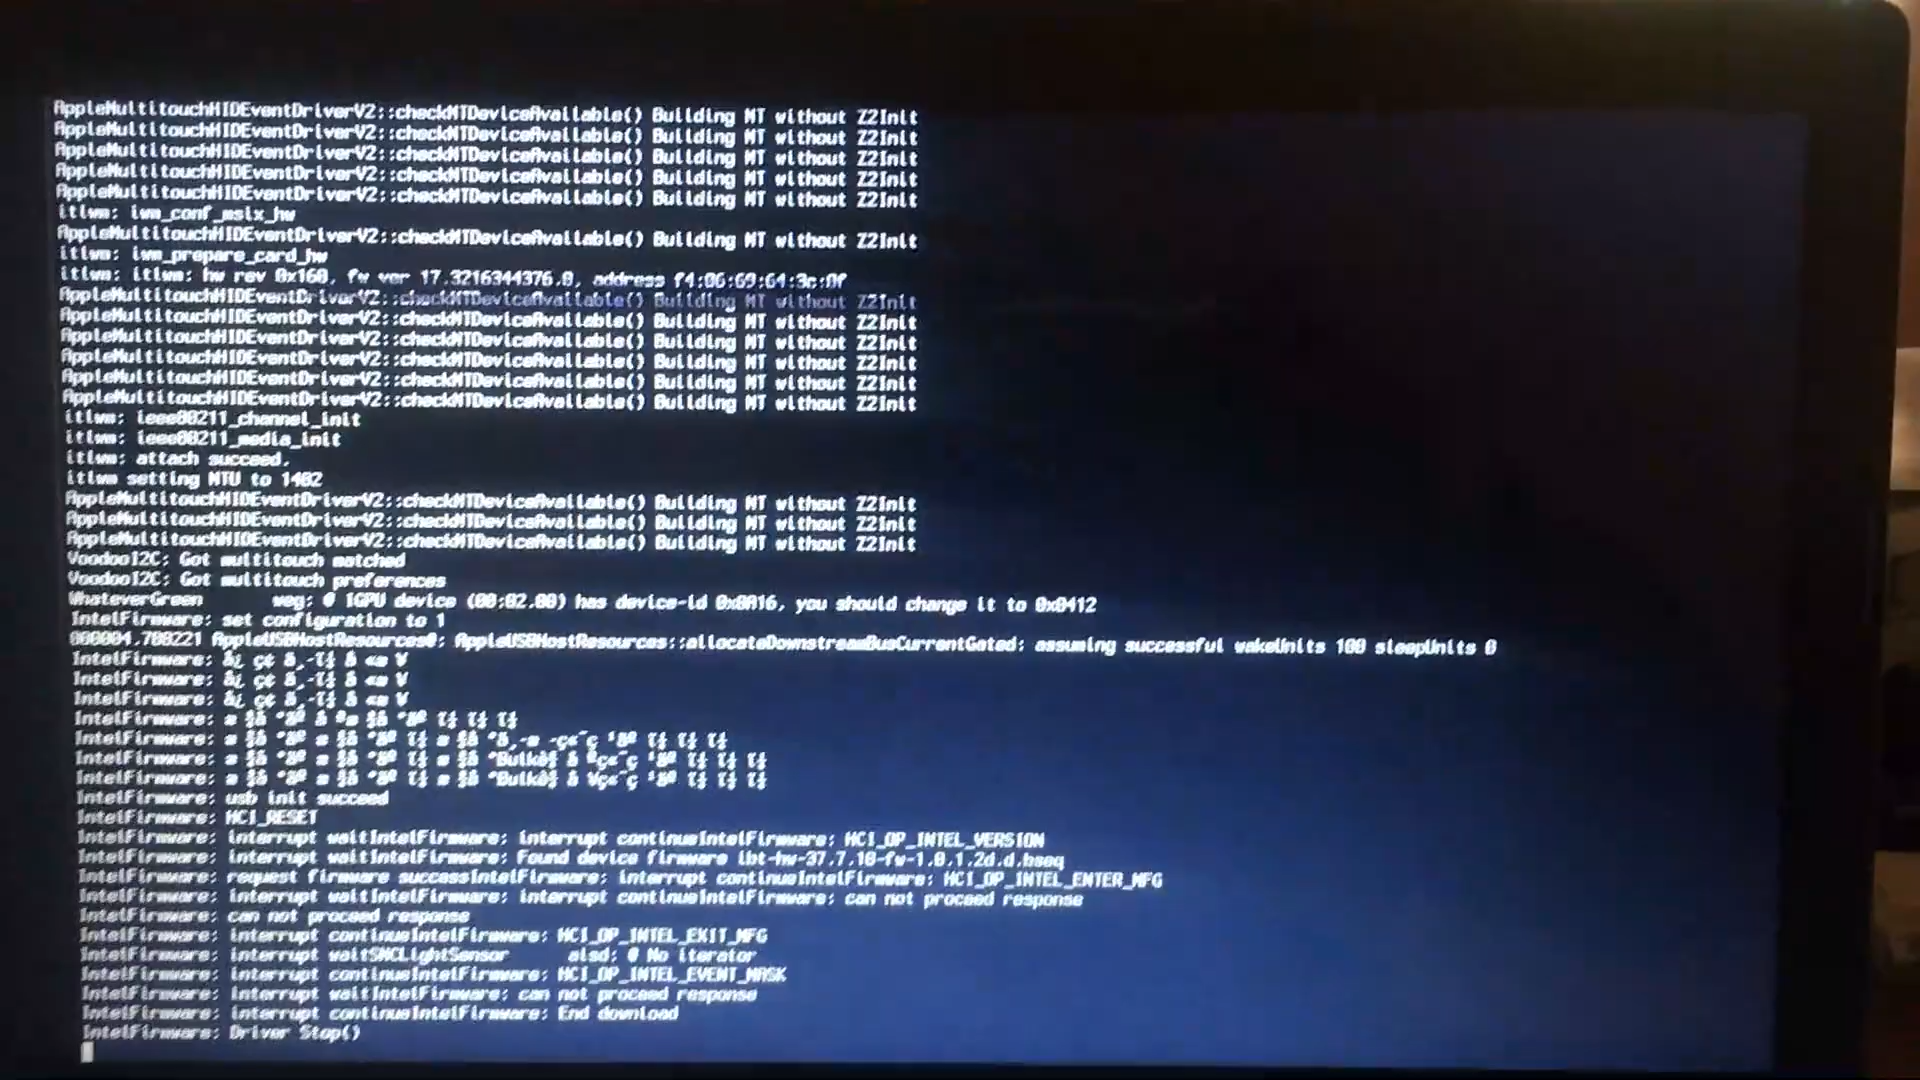 AppleMultitouchHIDEventDriverV2::checkMTDeviceAvailable() Building MT without Z2Init
AppleMultitouchHIDEventDriverV2::checkMTDeviceAvailable() Building MT without Z2Init
AppleMultitouchHIDEventDriverV2::checkMTDeviceAvailable() Building MT without Z2Init
AppleMultitouchHIDEventDriverV2::checkMTDeviceAvailable() Building MT without Z2Init
AppleMultitouchHIDEventDriverV2::checkMTDeviceAvailable() Building MT without Z2Init
itlwm: iwm_conf_msix_hw
AppleMultitouchHIDEventDriverV2::checkMTDeviceAvailable() Building MT without Z2Init
itlwm: iwm_prepare_card_hw
itlwm: itlwm: hw rev 0x160, fw ver 17.3216344376.0, address f4:06:69:64:3c:0f
AppleMultitouchHIDEventDriverV2::checkMTDeviceAvailable() Building MT without Z2Init
AppleMultitouchHIDEventDriverV2::checkMTDeviceAvailable() Building MT without Z2Init
AppleMultitouchHIDEventDriverV2::checkMTDeviceAvailable() Building MT without Z2Init
AppleMultitouchHIDEventDriverV2::checkMTDeviceAvailable() Building MT without Z2Init
AppleMultitouchHIDEventDriverV2::checkMTDeviceAvailable() Building MT without Z2Init
AppleMultitouchHIDEventDriverV2::checkMTDeviceAvailable() Building MT without Z2Init
itlwm: ieee80211_channel_init
itlwm: ieee80211_media_init
itlwm: attach succeed.
itlwm setting MTU to 1402
AppleMultitouchHIDEventDriverV2::checkMTDeviceAvailable() Building MT without Z2Init
AppleMultitouchHIDEventDriverV2::checkMTDeviceAvailable() Building MT without Z2Init
AppleMultitouchHIDEventDriverV2::checkMTDeviceAvailable() Building MT without Z2Init
VoodooI2C: Got multitouch matched
VoodooI2C: Got multitouch preferences
WhateverGreen weg: @ IGPU device (00:02.00) has device-id 0x0A16, you should change it to 0x0412
IntelFirmware: set configuration to 1
000004.788221 AppleUSBHostResources@: AppleUSBHostResources::allocateDownstreamBusCurrentGated: assuming successful wakeUnits 100 sleepUnits 0
IntelFirmware:
IntelFirmware:
IntelFirmware:
IntelFirmware:
IntelFirmware:
IntelFirmware:
IntelFirmware:
IntelFirmware: usb init succeed
IntelFirmware: HCI_RESET
IntelFirmware: interrupt waitIntelFirmware: interrupt continueIntelFirmware: HCI_OP_INTEL_VERSION
IntelFirmware: interrupt waitIntelFirmware: Found device firmware ibt-hw-37.7.10-fw-1.0.1.2d.d.bseq
IntelFirmware: request firmware successIntelFirmware: interrupt continueIntelFirmware: HCI_OP_INTEL_ENTER_MFG
IntelFirmware: interrupt waitIntelFirmware: interrupt continueIntelFirmware: can not proceed response
IntelFirmware: can not proceed response
IntelFirmware: interrupt continueIntelFirmware: HCI_OP_INTEL_EXIT_MFG
IntelFirmware: interrupt waitSMCLightSensor alsd: @ No iterator
IntelFirmware: interrupt continueIntelFirmware: HCI_OP_INTEL_EVENT_MASK
IntelFirmware: interrupt waitIntelFirmware: can not proceed response
IntelFirmware: interrupt continueIntelFirmware: End download
IntelFirmware: Driver Stop()